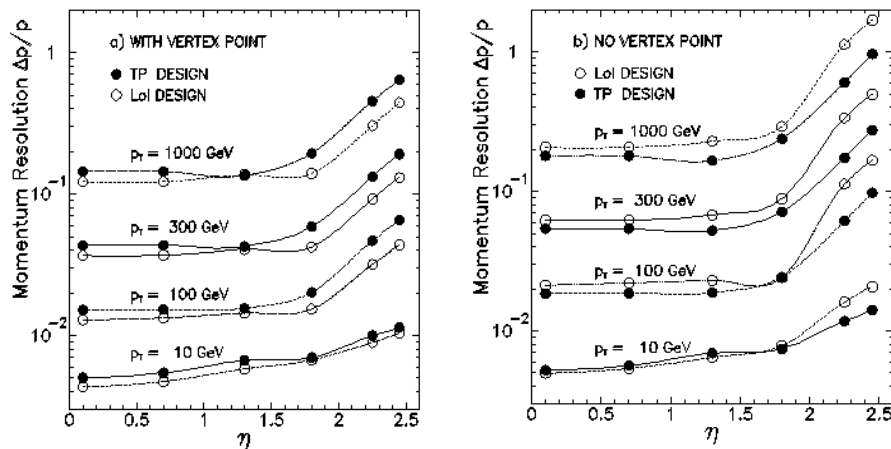 Momentum Resolution Δp/p
1
10⁻¹
10⁻²
a) WITH VERTEX POINT
TP DESIGN
LoI DESIGN
p_T = 1000 GeV
p_T = 300 GeV
p_T = 100 GeV
p_T = 10 GeV
0 0.5 1 1.5 2 2.5
η
Momentum Resolution Δp/p
1
10⁻¹
10⁻²
b) NO VERTEX POINT
LoI DESIGN
TP DESIGN
p_T = 1000 GeV
p_T = 300 GeV
p_T = 100 GeV
p_T = 10 GeV
0 0.5 1 1.5 2 2.5
η